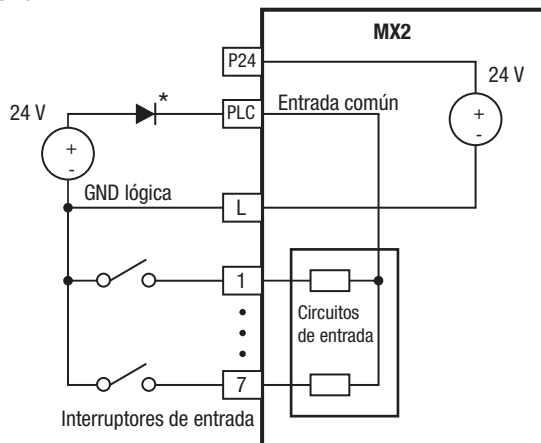 MX2
P24
24 V
*
PLC
Entrada común
24 V
+
-
+
-
GND lógica
L
1
Circuitos
de entrada
7
Interruptores de entrada